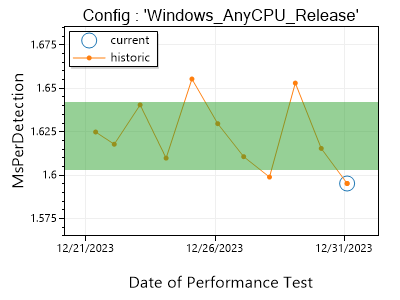 Config : 'Windows_AnyCPU_Release'
current
historic
MsPerDetection
1.675
1.65
1.625
1.6
1.575
12/21/2023
12/26/2023
12/31/2023
Date of Performance Test